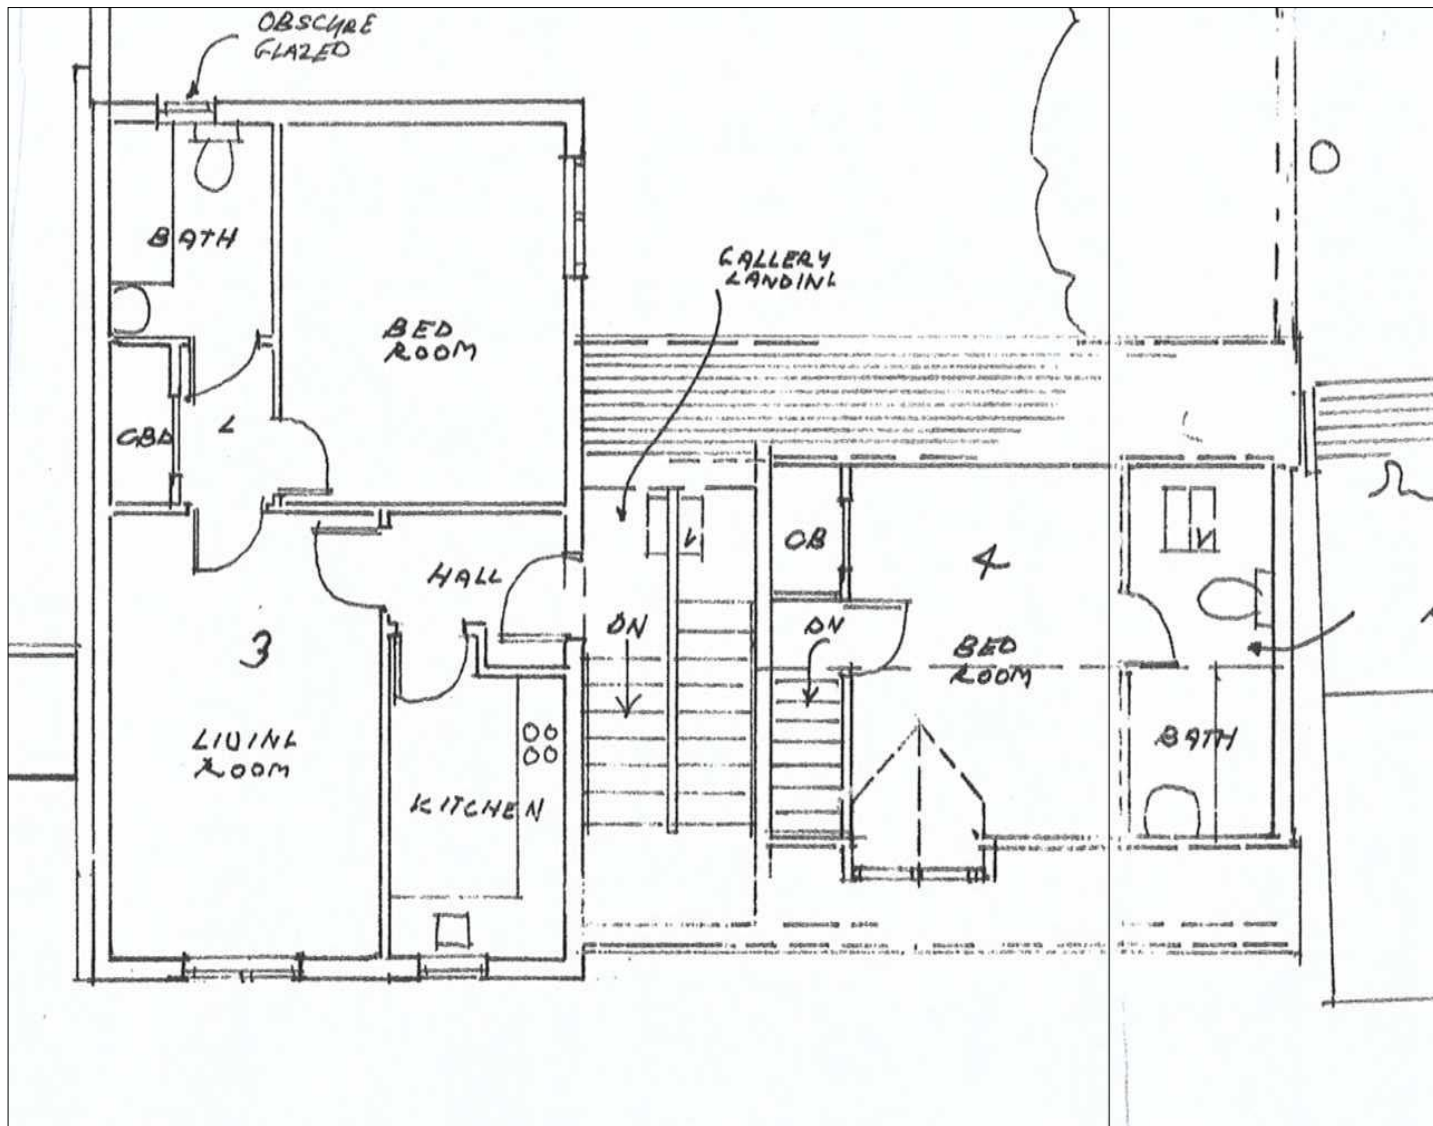 OBSCURE
GLAZED
BATH
BED
ROOM
GALLERY
LANDING
CBD
L
HALL
3
LIVING
ROOM
KITCHEN
DN
V
CB
DN
4
BED
ROOM
V
BATH